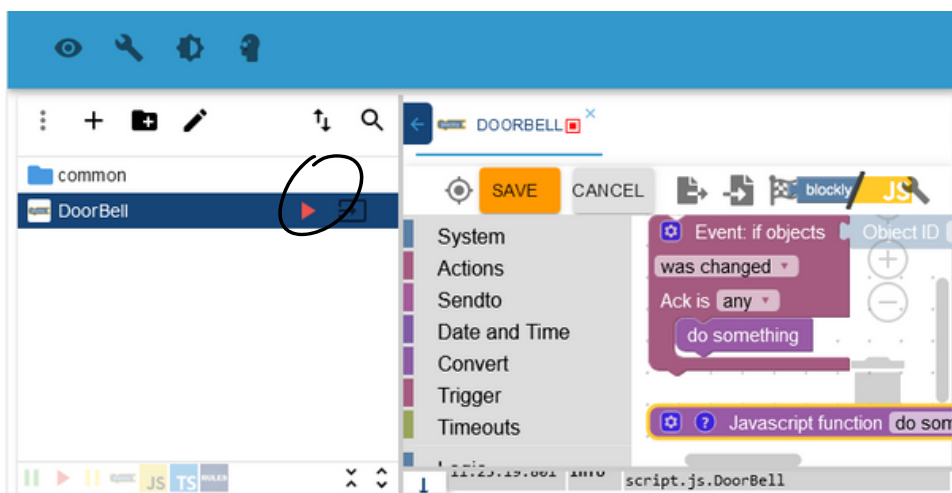 DOORBELL
common
SAVE
CANCEL
blockly
JS
DoorBell
System
Event: if objects
Object ID
Actions
was changed
Sendto
Ack is any
Date and Time
do something
Convert
Trigger
Timeouts
Javascript function do som
JS
TS
RULES
script.js.DoorBell